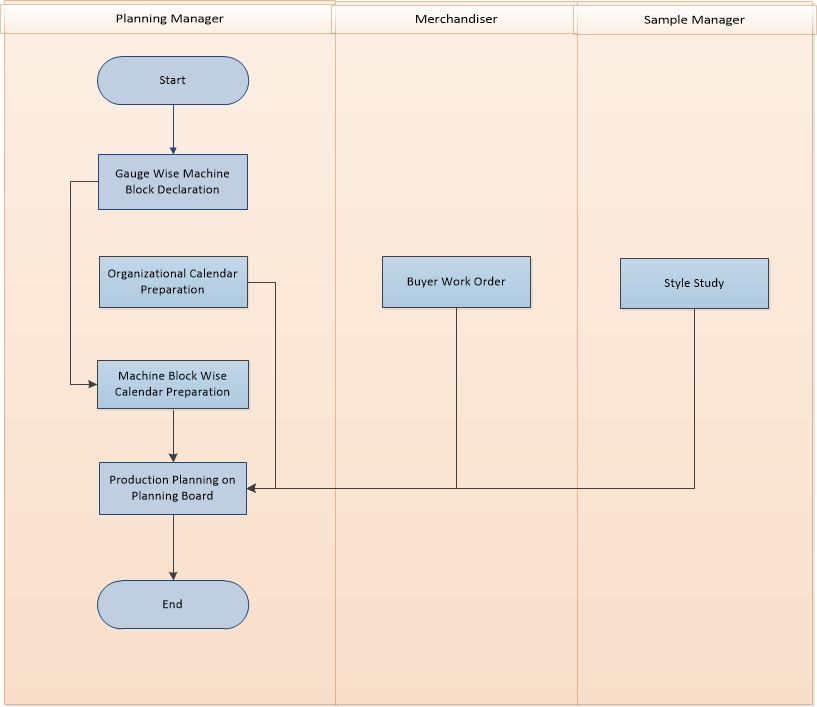 Planning Manager
Merchandiser
Sample Manager
Start
Gauge Wise Machine
Block Declaration
Organizational Calendar
Preparation
Buyer Work Order
Style Study
Machine Block Wise
Calendar Preparation
Production Planning on
Planning Board
End